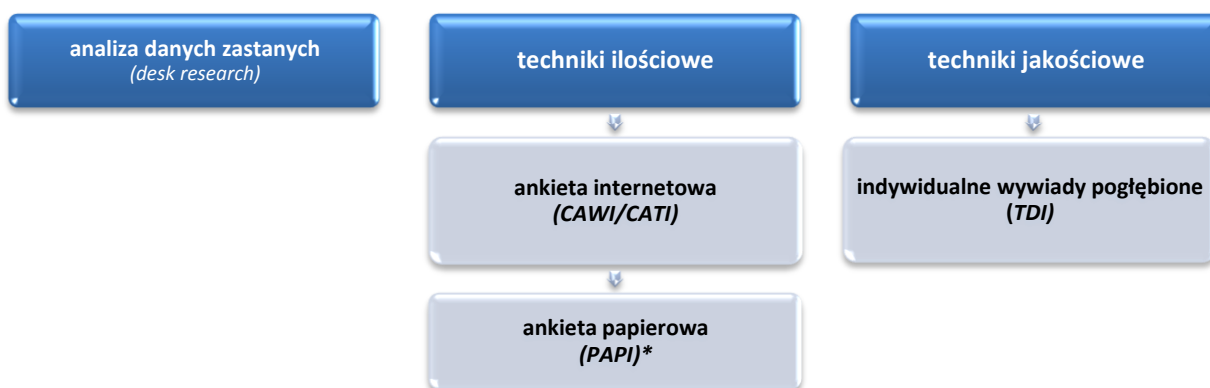 analiza danych zastanych
(desk research)
techniki ilościowe
techniki jakościowe
ankieta internetowa
(CAWI/CATI)
indywidualne wywiady pogłębione
(TDI)
ankieta papierowa
(PAPI)*